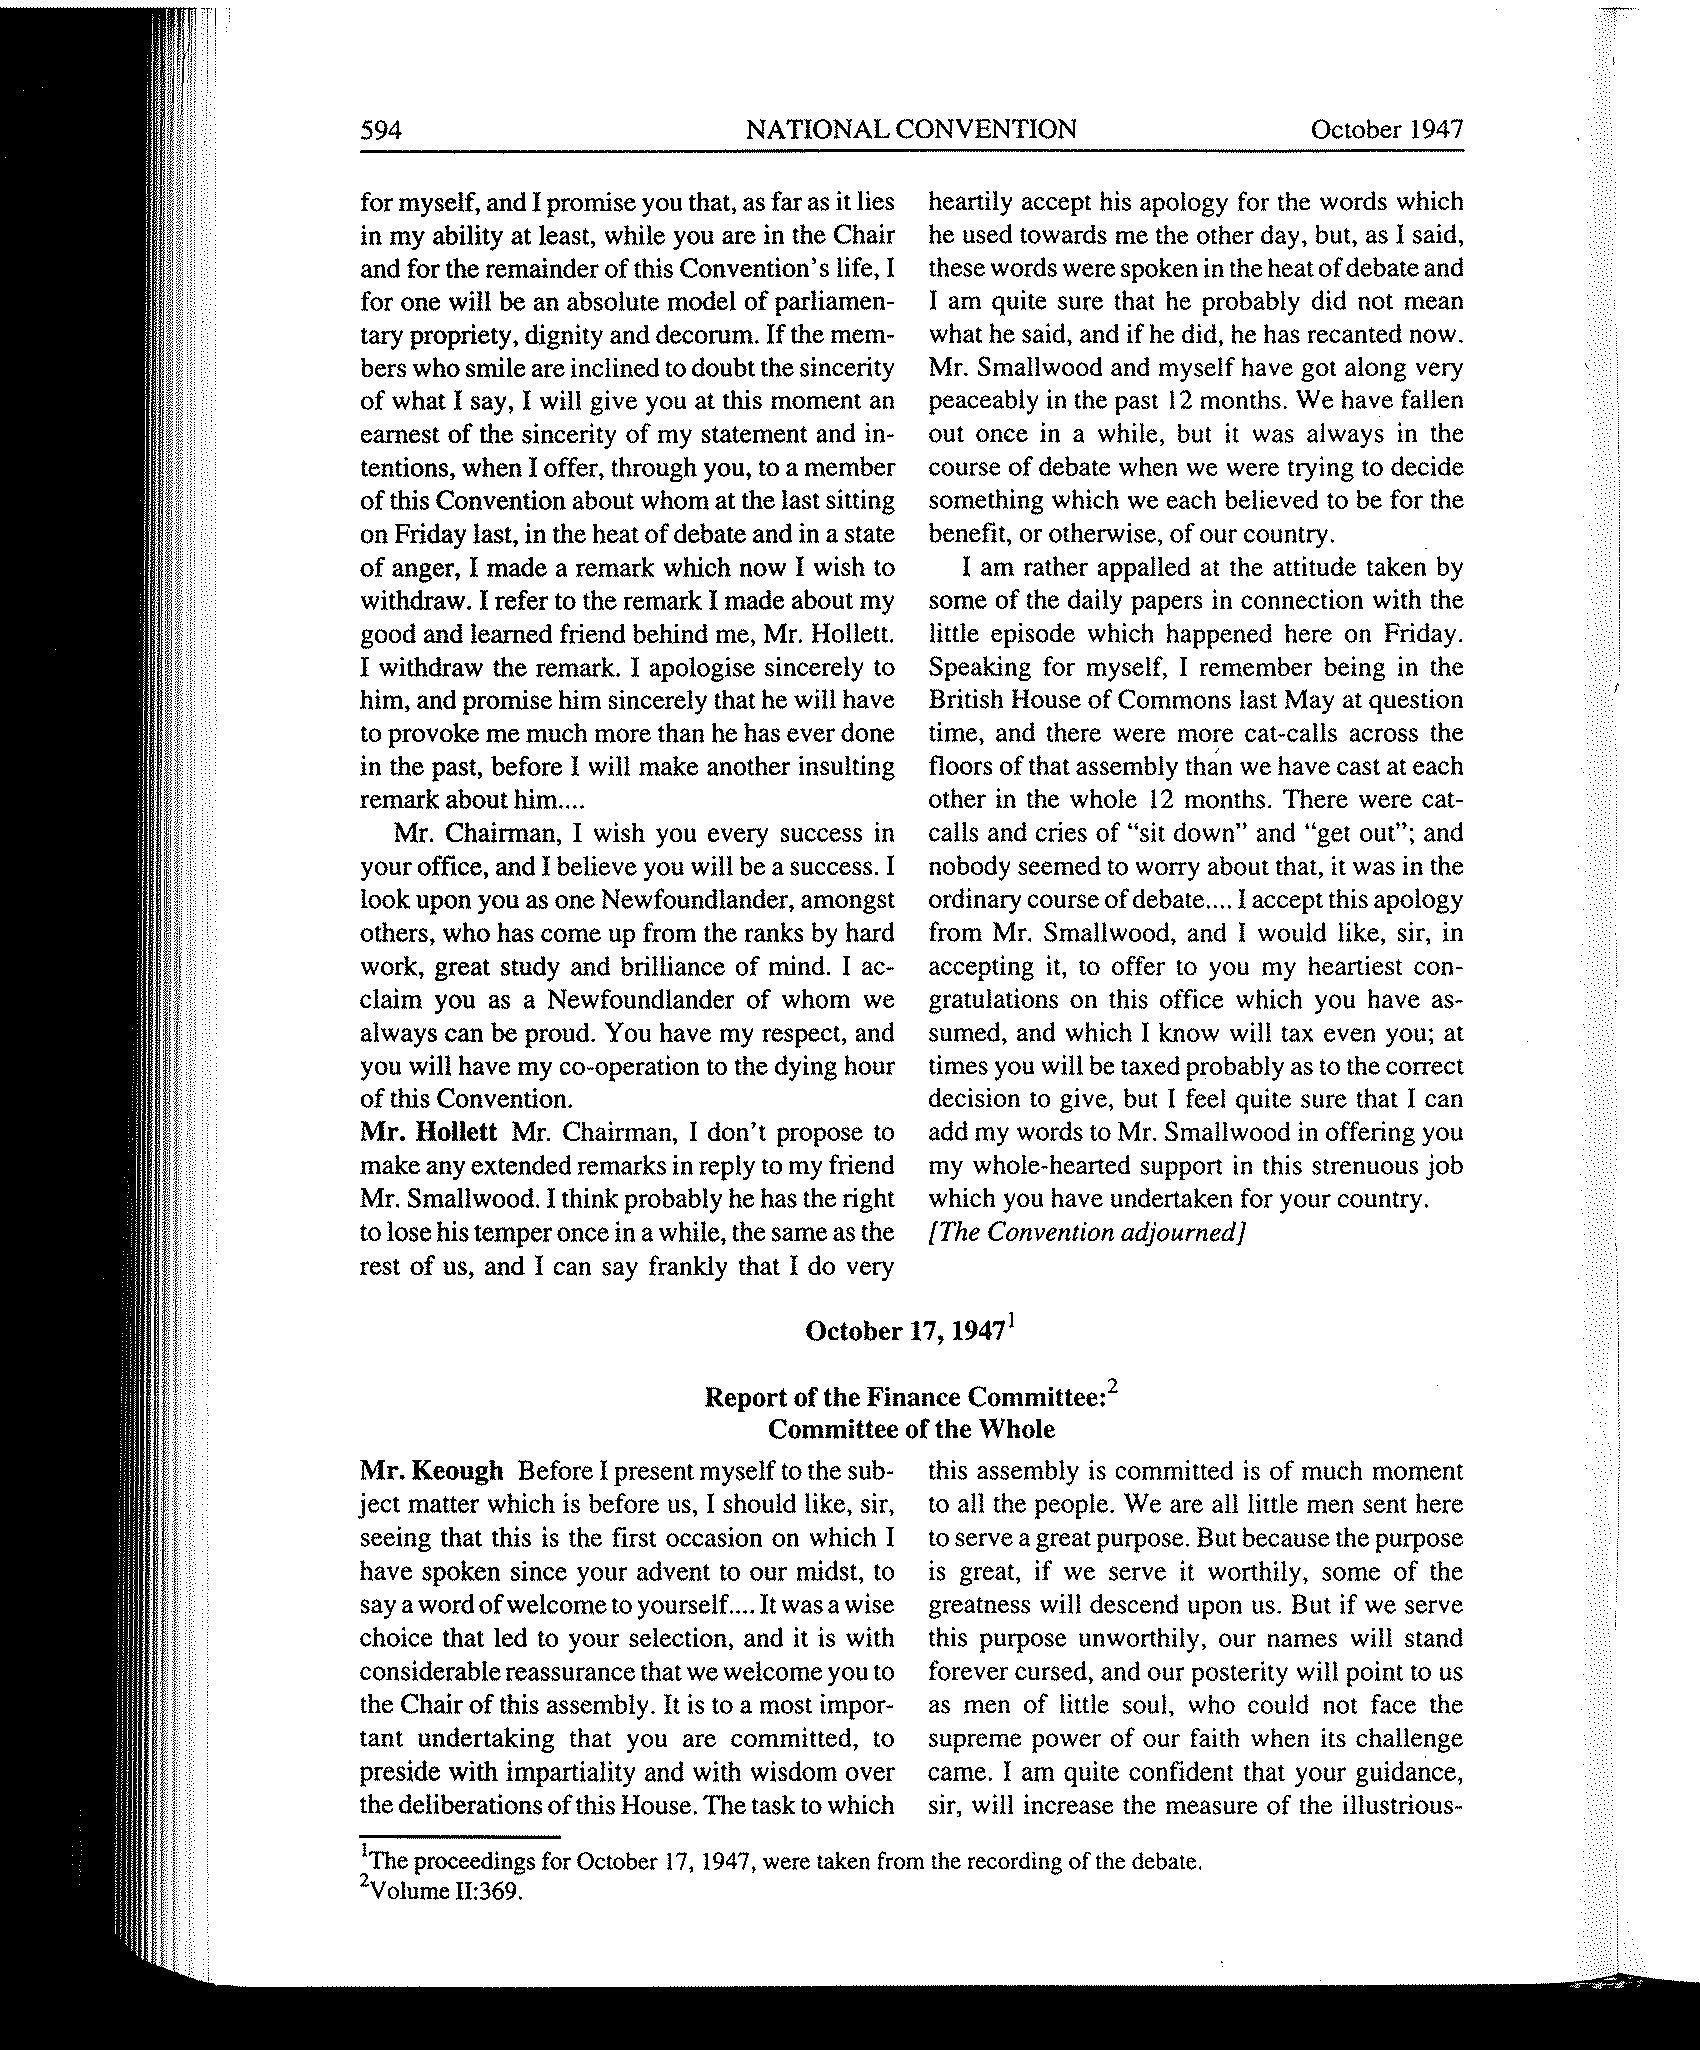 594 NATIONAL CONVENTION October 1947
for myself, and I promise you that, as far as it lies
in my ability at least, while you are in the Chair
and for the remainder of this Convention's life, I
for one will be an absolute model of parliamen-
tary propriety, dignity and decorum. If the mem-
bers who smile are inclined to doubt the sincerity
of what I say, I will give you at this moment an
earnest of the sincerity of my statement and in-
tentions, when I offer, through you, to a member
of this Convention about whom at the last sitting
on Friday last, in the heat of debate and in a state
of anger, I made a remark which now I wish to
withdraw. I refer to the remark I made about my
good and learned friend behind me, Mr. Hollett.
I withdraw the remark. I apologise sincerely to
him, and promise him sincerely that he will have
to provoke me much more than he has ever done
in the past, before I will make another insulting
remark about him....
Mr. Chairman, I wish you every success in
your office, and I believe you will be a success. I
look upon you as one Newfoundlander, amongst
others, who has come up from the ranks by hard
work, great study and brilliance of mind. I ac-
claim you as a Newfoundlander of whom we
always can be proud. You have my respect, and
you will have my co-operation to the dying hour
of this Convention.
Mr. Hollett Mr. Chairman, I don't propose to
make any extended remarks in reply to my friend
Mr. Smallwood. I think probably he has the right
to lose his temper once in a while, the same as the
rest of us, and I can say frankly that I do very
heartily accept his apology for the words which
he used towards me the other day, but, as I said,
these words were spoken in the heat of debate and
I am quite sure that he probably did not mean
what he said, and if he did, he has recanted now.
Mr. Smallwood and myself have got along very
peaceably in the past 12 months. We have fallen
out once in a while, but it was always in the
course of debate when we were trying to decide
something which we each believed to be for the
benefit, or otherwise, of our country.
I am rather appalled at the attitude taken by
some of the daily papers in connection with the
little episode which happened here on Friday.
Speaking for myself, I remember being in the
British House of Commons last May at question
time, and there were more cat-calls across the
floors of that assembly than we have cast at each
other in the whole 12 months. There were cat-
calls and cries of "sit down" and "get out"; and
nobody seemed to worry about that, it was in the
ordinary course of debate.... I accept this apology
from Mr. Smallwood, and I would like, sir, in
accepting it, to offer to you my heartiest con-
gratulations on this office which you have as-
sumed, and which I know will tax even you; at
times you will be taxed probably as to the correct
decision to give, but I feel quite sure that I can
add my words to Mr. Smallwood in offering you
my whole-hearted support in this strenuous job
which you have undertaken for your country.
[The Convention adjourned]
October 17, 1947¹
Report of the Finance Committee:²
Committee of the Whole
Mr. Keough Before I present myself to the sub-
ject matter which is before us, I should like, sir,
seeing that this is the first occasion on which I
have spoken since your advent to our midst, to
say a word of welcome to yourself.... It was a wise
choice that led to your selection, and it is with
considerable reassurance that we welcome you to
the Chair of this assembly. It is to a most impor-
tant undertaking that you are committed, to
preside with impartiality and with wisdom over
the deliberations of this House. The task to which
this assembly is committed is of much moment
to all the people. We are all little men sent here
to serve a great purpose. But because the purpose
is great, if we serve it worthily, some of the
greatness will descend upon us. But if we serve
this purpose unworthily, our names will stand
forever cursed, and our posterity will point to us
as men of little soul, who could not face the
supreme power of our faith when its challenge
came. I am quite confident that your guidance,
sir, will increase the measure of the illustrious-
¹The proceedings for October 17, 1947, were taken from the recording of the debate.
²Volume II:369.